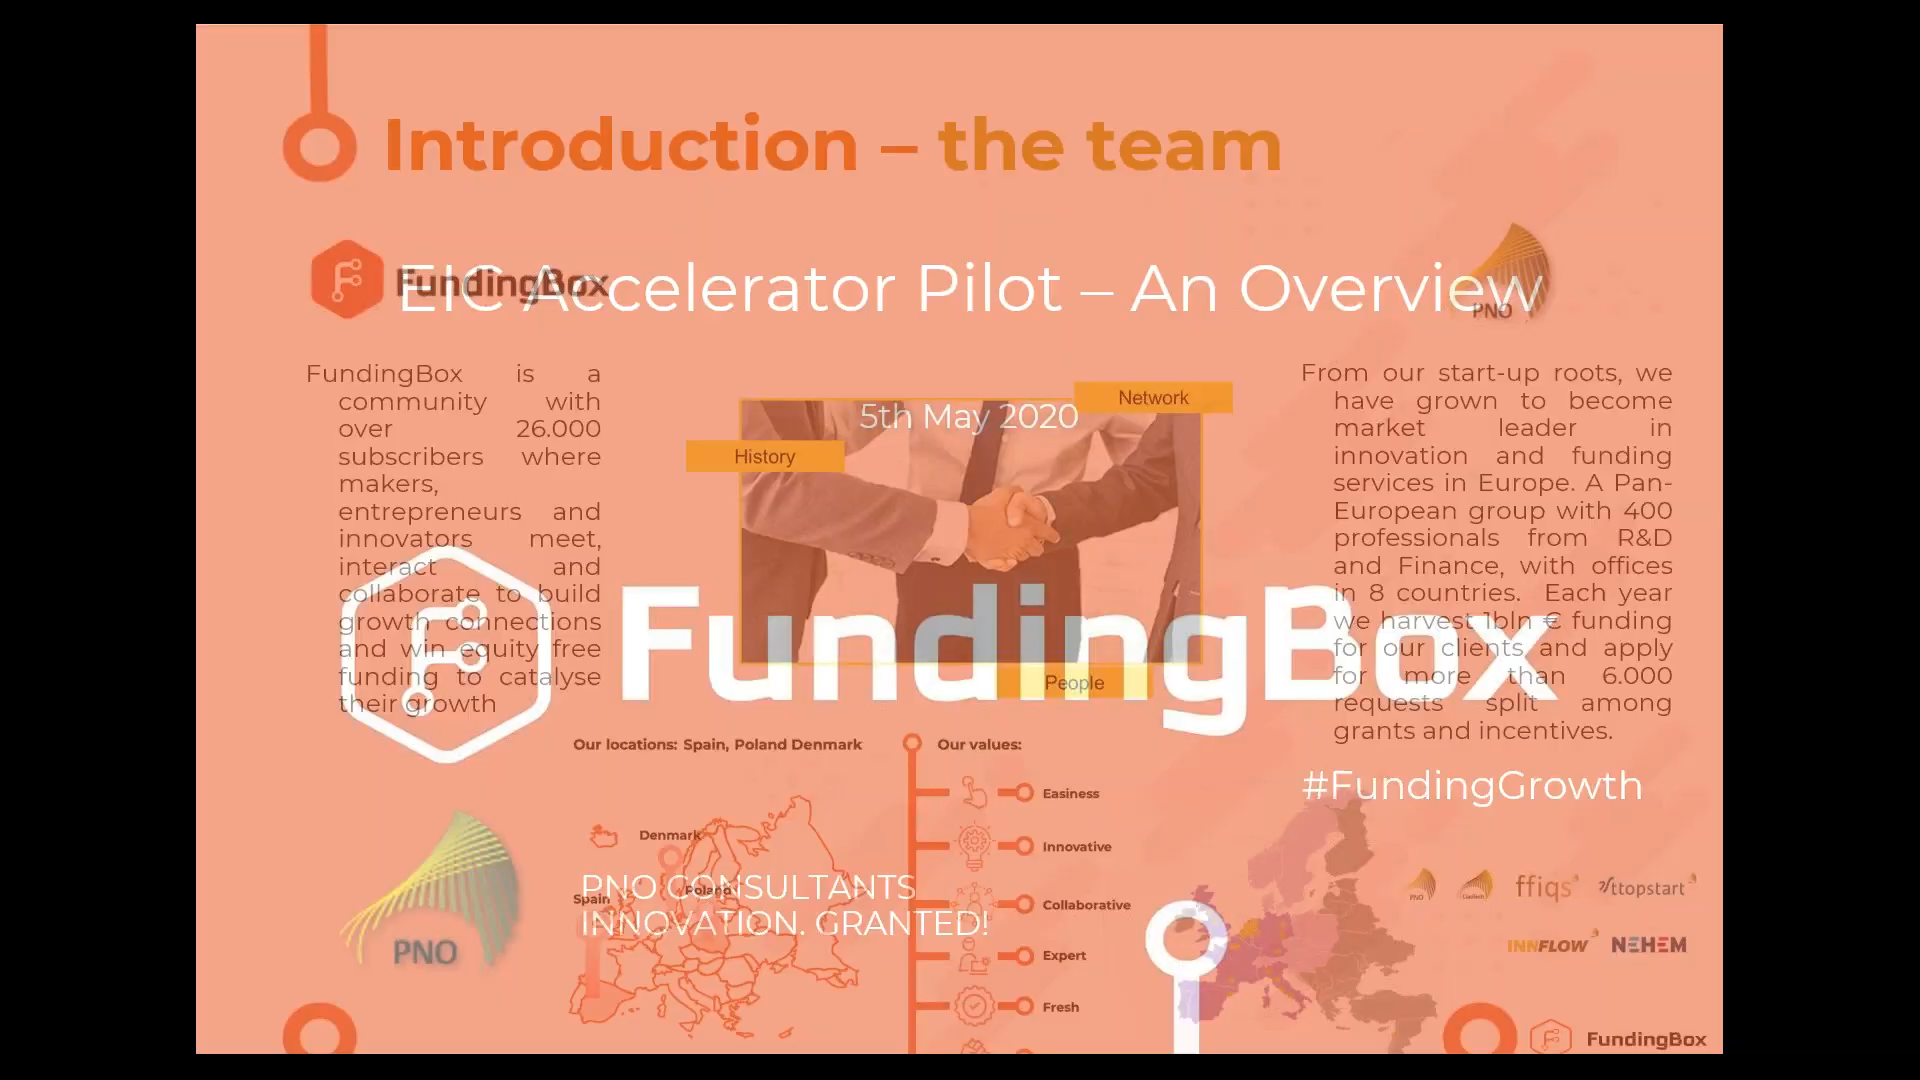 Introduction – the team
FundingBox
EIC Accelerator Pilot – An Overview
PNO
FundingBox is a
community with
over 26.000
subscribers where
makers,
entrepreneurs and
innovators meet,
interact and
collaborate to build
growth connections
and win equity free
funding to catalyse
their growth
5th May 2020
Network
History
People
From our start-up roots, we
have grown to become
market leader in
innovation and funding
services in Europe. A Pan-
European group with 400
professionals from R&D
and Finance, with offices
in 8 countries. Each year
we harvest 1bln € funding
for our clients and apply
for more than 6.000
requests split among
grants and incentives.
FundingBox
#FundingGrowth
Our locations: Spain, Poland Denmark
Denmark
Poland
Spain
Our values:
Easiness
Innovative
Collaborative
Expert
Fresh
PNO
PNO CONSULTANTS
INNOVATION. GRANTED!
PNO
ffiqs
ttopstart
INNFLOW
NEHEM
FundingBox